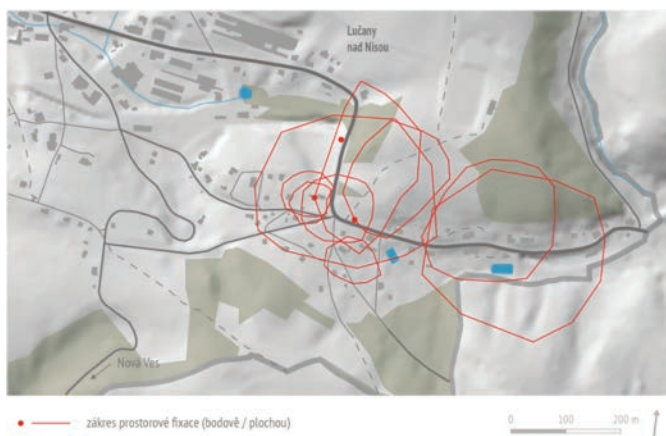 Lučany
nad Nisou
Nová Ves
zákres prostorové fixace (bodově / plochou)
0 100 200 m